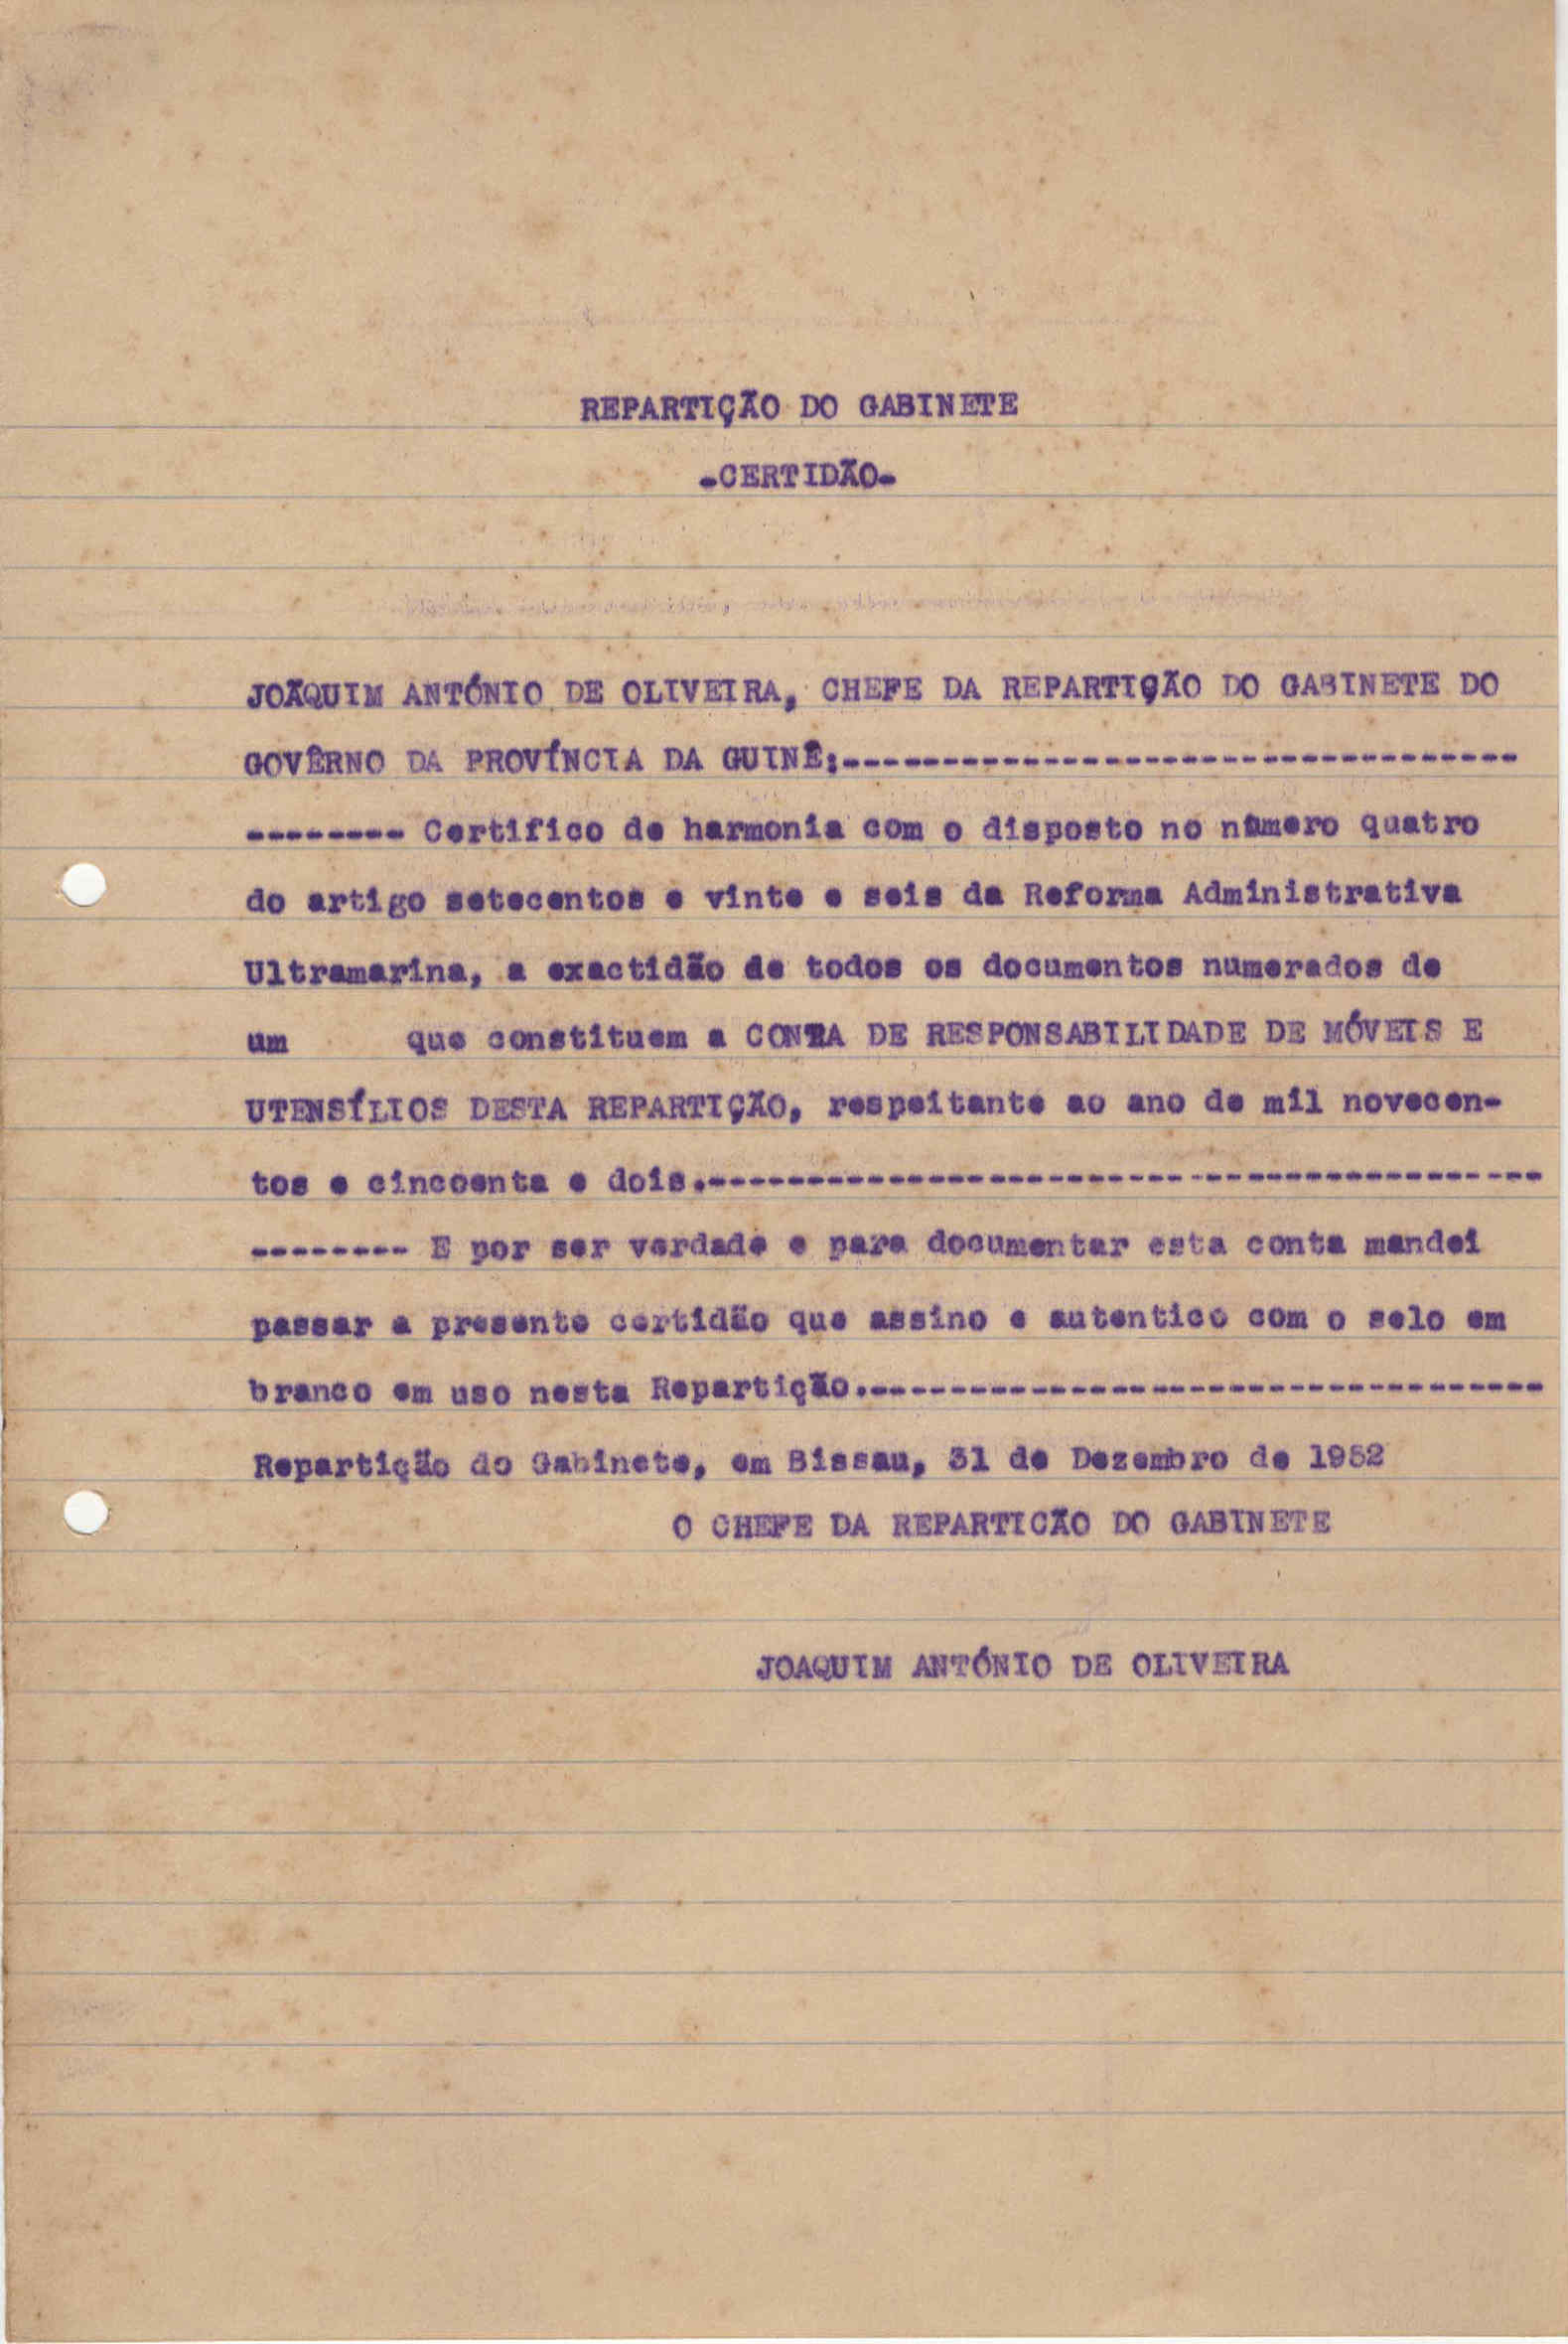 REPARTIÇÃO DO GABINETE
-CERTIDÃO-
JOÃQUIM ANTÓNIO DE OLIVEIRA, CHEFE DA REPARTIÇÃO DO GABINETE DO
GOVÊRNO DA PROVÍNCIA DA GUINÉ:-----------------------------------
-------- Certifico de harmonia com o disposto no número quatro
do artigo setecentos e vinte e seis da Reforma Administrativa
Ultramarina, a exactidão de todos os documentos numerados de
um      que constituem a CONTA DE RESPONSABILIDADE DE MÓVEIS E
UTENSÍLIOS DESTA REPARTIÇÃO, respeitante ao ano de mil novecen-
tos e cincoenta e dois.------------------------------------------
-------- E por ser verdade e para documentar esta conta mandei
passar a presente certidão que assino e autentico com o selo em
branco em uso nesta Repartição.----------------------------------
Repartição do Gabinete, em Bissau, 31 de Dezembro de 1952
O CHEFE DA REPARTICÃO DO GABINETE
JOAQUIM ANTÓNIO DE OLIVEIRA